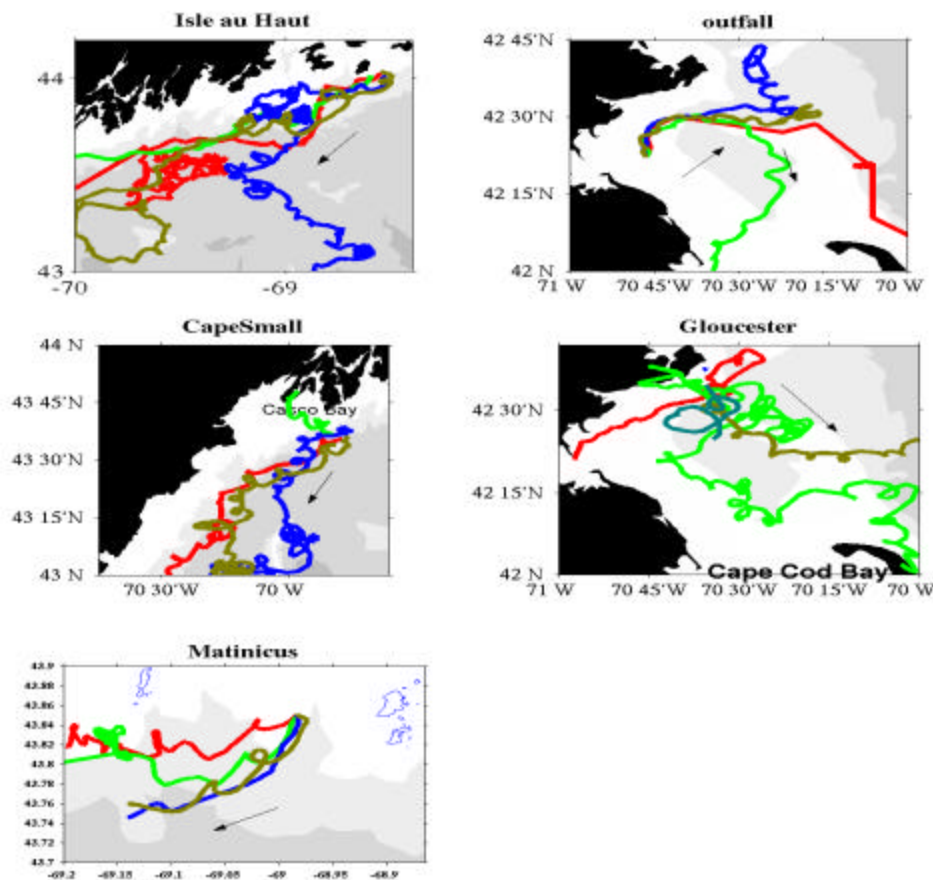 Isle au Haut
44
43
-70
-69
outfall
42 45'N
42 30'N
42 15'N
42 N
71 W
70 45'W
70 30'W
70 15'W
70 W
CapeSmall
44 N
43 45'N
43 30'N
43 15'N
43 N
Casco Bay
70 30'W
70 W
Gloucester
42 30'N
42 15'N
42 N
Cape Cod Bay
71 W
70 45'W
70 30'W
70 15'W
70 W
Matinicus
43.9
43.88
43.86
43.84
43.82
43.8
43.78
43.76
43.74
43.72
43.7
-69.2
-69.15
-69.1
-69.05
-69
-68.95
-68.9